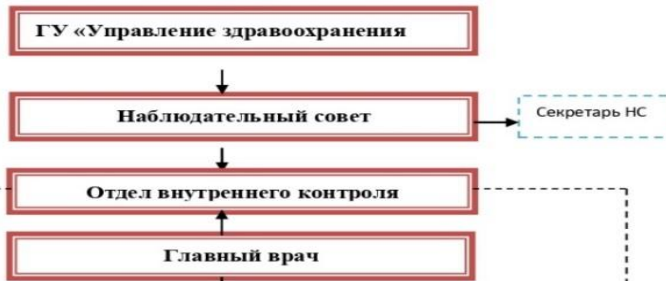 ГУ «Управление здравоохранения
Наблюдательный совет
Секретарь НС
Отдел внутреннего контроля
Главный врач